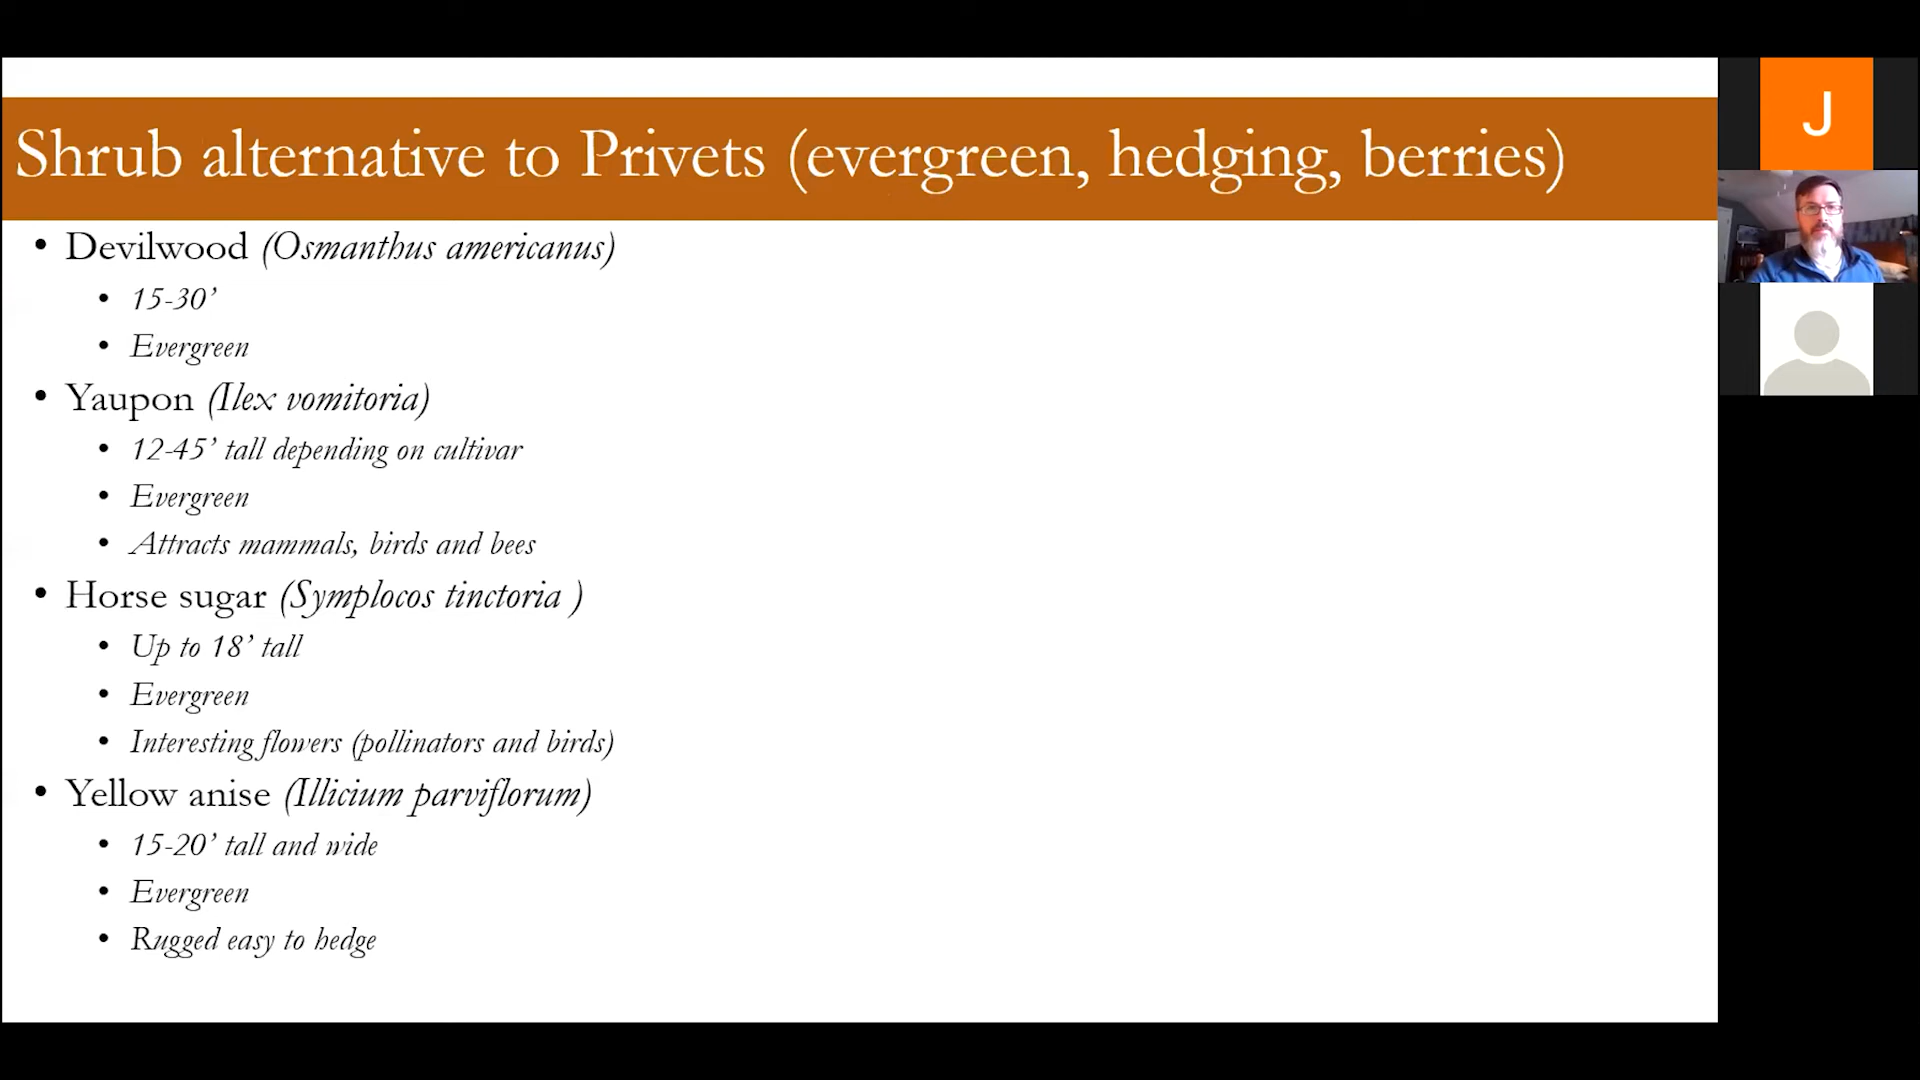 Shrub alternative to Privets (evergreen, hedging, berries)
• Devilwood (Osmanthus americanus)
• 15-30’
• Evergreen
• Yaupon (Ilex vomitoria)
• 12-45’ tall depending on cultivar
• Evergreen
• Attracts mammals, birds and bees
• Horse sugar (Symplocos tinctoria )
• Up to 18’ tall
• Evergreen
• Interesting flowers (pollinators and birds)
• Yellow anise (Illicium parviflorum)
• 15-20’ tall and wide
• Evergreen
• Rugged easy to hedge
J